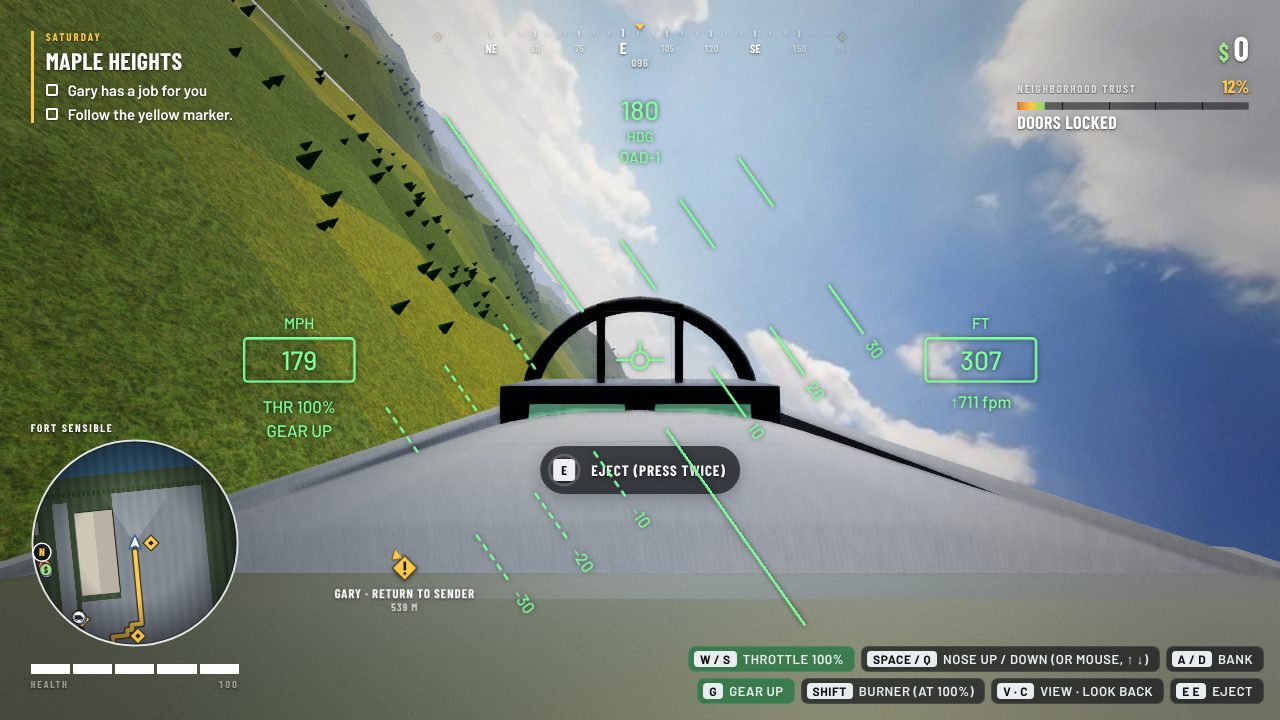 SATURDAY
MAPLE HEIGHTS
Gary has a job for you
Follow the yellow marker.
NE 60 75 E 105 120 SE 150
096
180
HDG
DAD-1
$0
NEIGHBORHOOD TRUST 12%
DOORS LOCKED
MPH
179
THR 100%
GEAR UP
FT
307
↑711 fpm
30
20
10
-10
-20
-30
E EJECT (PRESS TWICE)
FORT SENSIBLE
N
$
GARY · RETURN TO SENDER
539 M
HEALTH 100
W / S THROTTLE 100%
SPACE / Q NOSE UP / DOWN (OR MOUSE, ↑ ↓)
A / D BANK
G GEAR UP
SHIFT BURNER (AT 100%)
V · C VIEW · LOOK BACK
E E EJECT